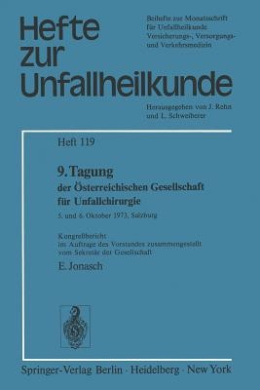 Hefte
zur
Unfallheilkunde
Beihefte zur Monatsschrift
für Unfallheilkunde
Versicherungs-, Versorgungs-
und Verkehrsmedizin
Herausgegeben von J. Rehn
und L. Schweiberer
Heft 119
9. Tagung
der Österreichischen Gesellschaft
für Unfallchirurgie
5. und 6. Oktober 1973, Salzburg
Kongreßbericht
im Auftrage des Vorstandes zusammengestellt
vom Sekretär der Gesellschaft
E. Jonasch
Springer-Verlag Berlin · Heidelberg · New York